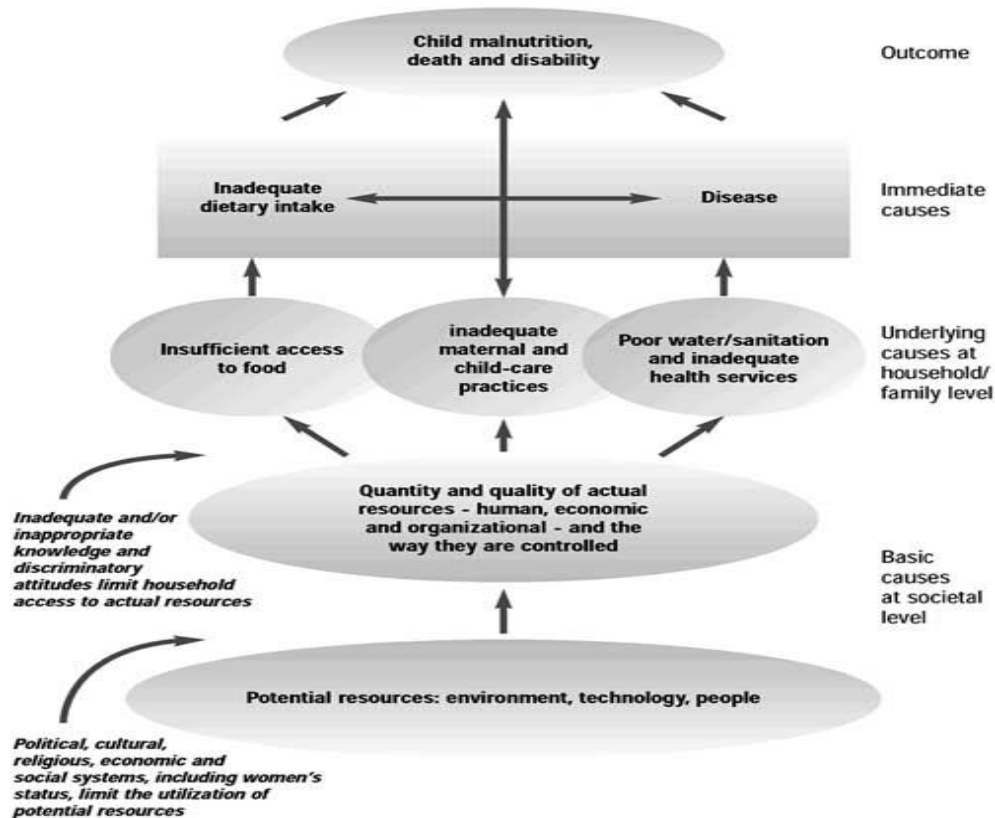 Child malnutrition,
death and disability
Outcome
Inadequate
dietary intake
Disease
Immediate
causes
Insufficient access
to food
inadequate
maternal and
child-care
practices
Poor water/sanitation
and inadequate
health services
Underlying
causes at
household/
family level
Quantity and quality of actual
resources - human, economic
and organizational - and the
way they are controlled
Inadequate and/or
inappropriate
knowledge and
discriminatory
attitudes limit household
access to actual resources
Basic
causes
at societal
level
Potential resources: environment, technology, people
Political, cultural,
religious, economic and
social systems, including women's
status, limit the utilization of
potential resources